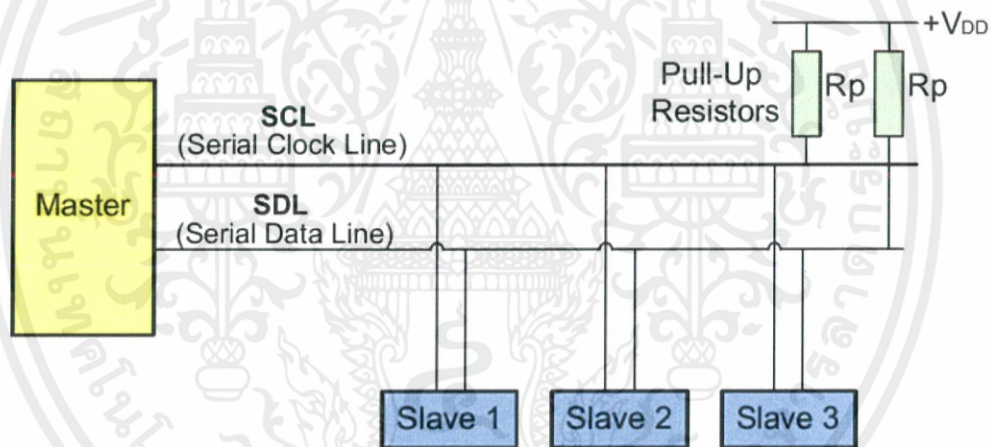 +VDD
Pull-Up
Resistors
Rp
Rp
SCL
(Serial Clock Line)
Master
SDL
(Serial Data Line)
Slave 1
Slave 2
Slave 3